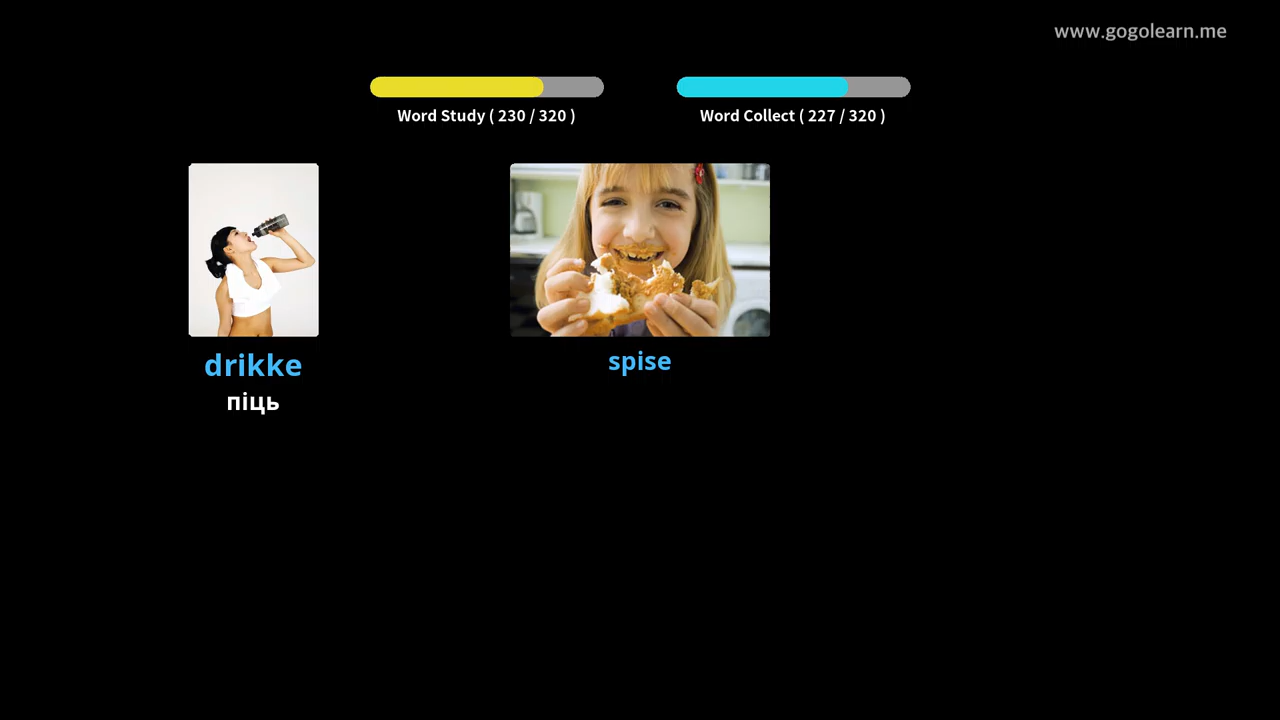 www.gogolearn.me
Word Study ( 230 / 320 )
Word Collect ( 227 / 320 )
drikke
піць
spise